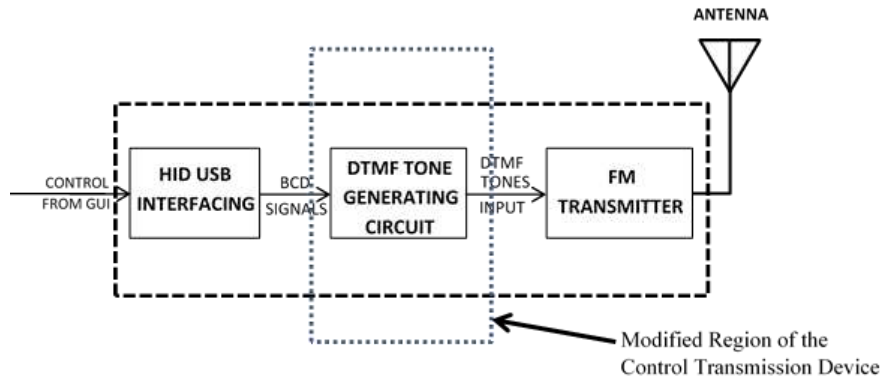 ANTENNA
CONTROL
FROM GUI
HID USB
INTERFACING
BCD
SIGNALS
DTMF TONE
GENERATING
CIRCUIT
DTMF
TONES
INPUT
FM
TRANSMITTER
Modified Region of the
Control Transmission Device